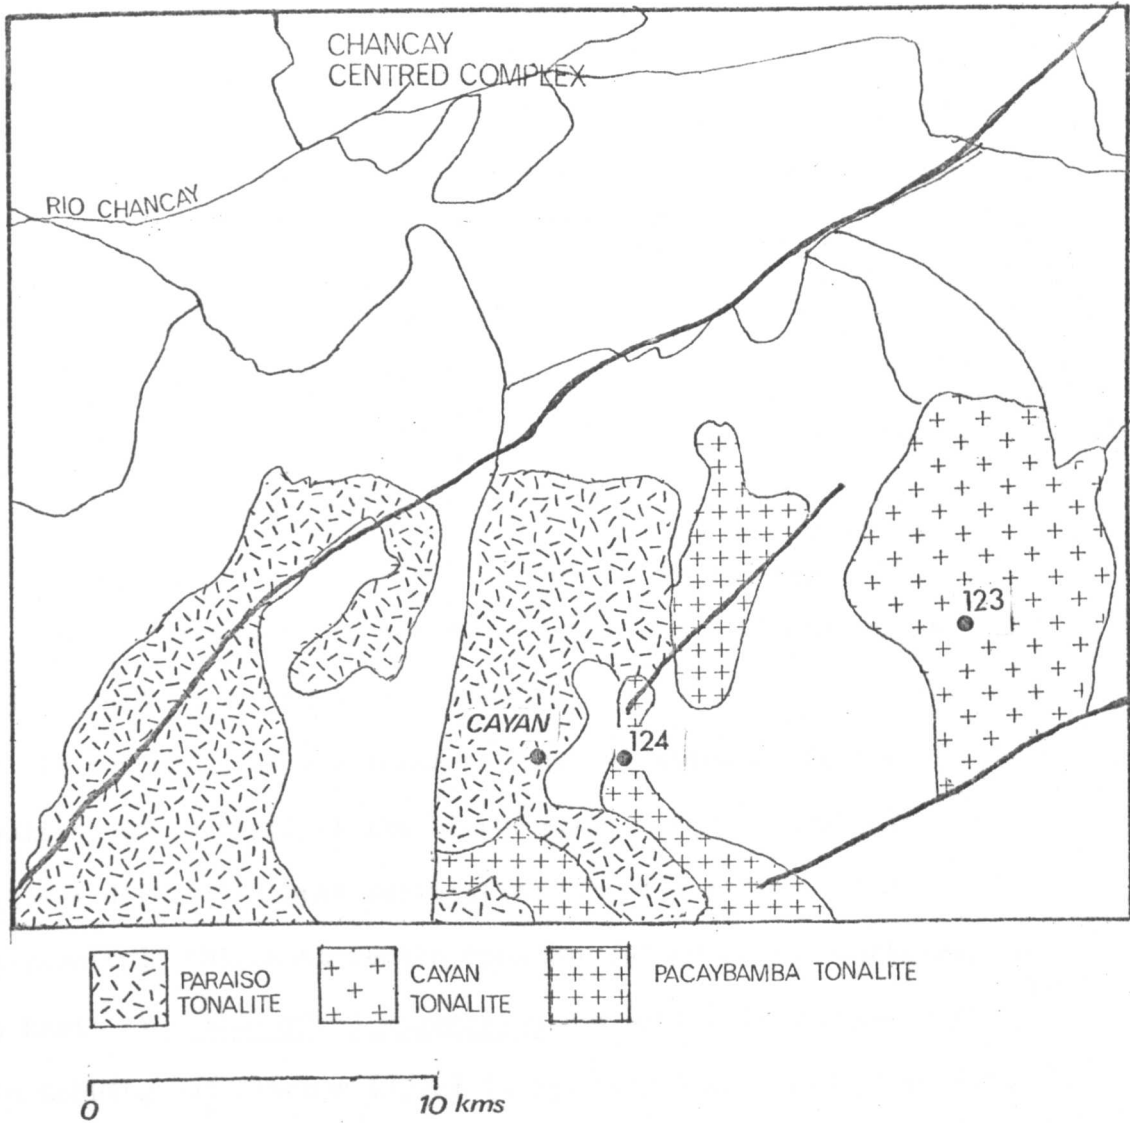 CHANCAY
CENTRED COMPLEX
RIO CHANCAY
123
CAYAN
124
PARAISO
TONALITE
CAYAN
TONALITE
PACAYBAMBA TONALITE
0
10 kms